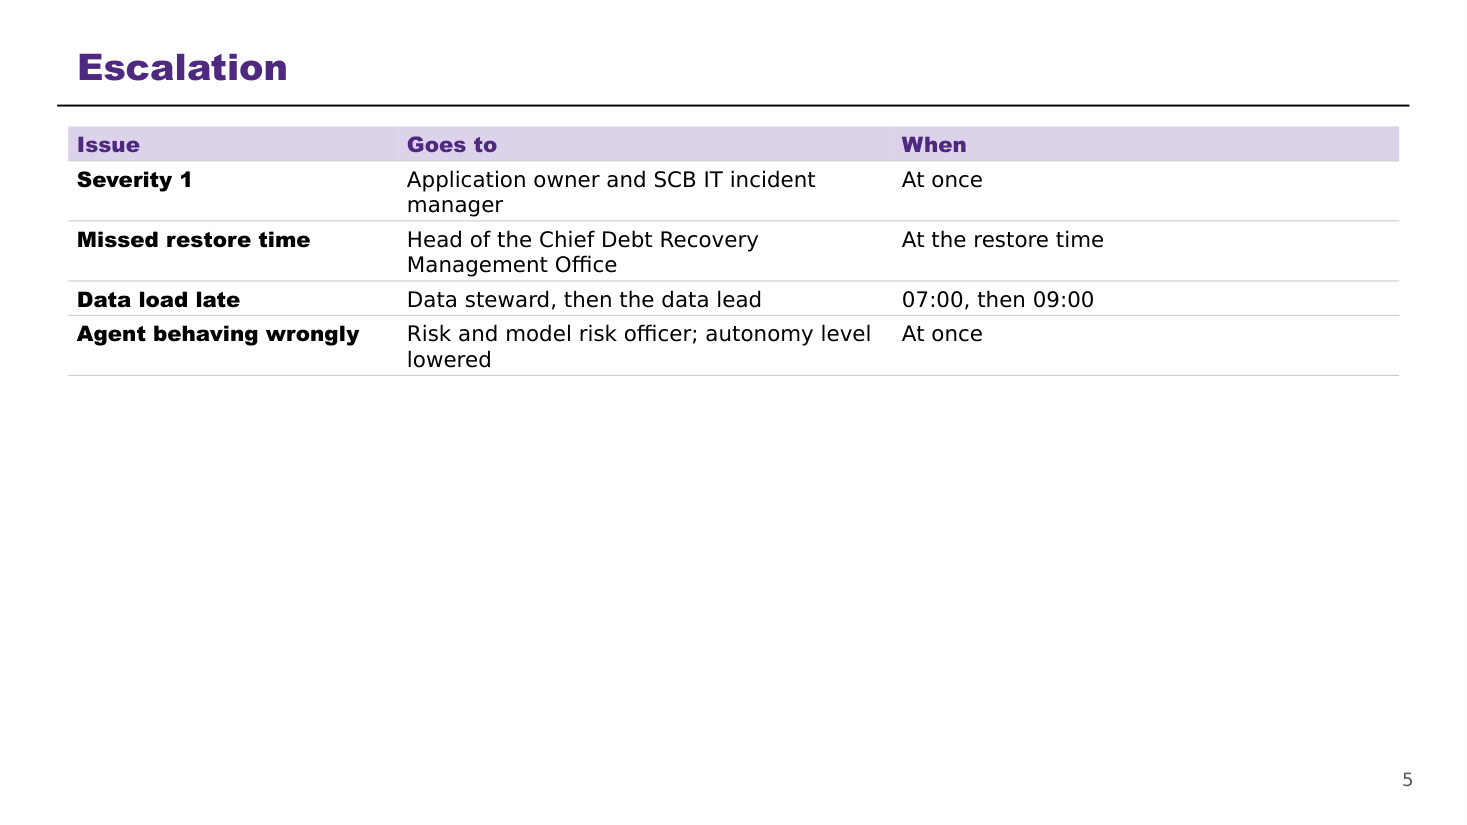 Escalation
Issue Goes to When
Severity 1 Application owner and SCB IT incident At once
manager
Missed restore time Head of the Chief Debt Recovery At the restore time
Management Office
Data load late Data steward, then the data lead 07:00, then 09:00
Agent behaving wrongly Risk and model risk officer; autonomy level At once
lowered
5